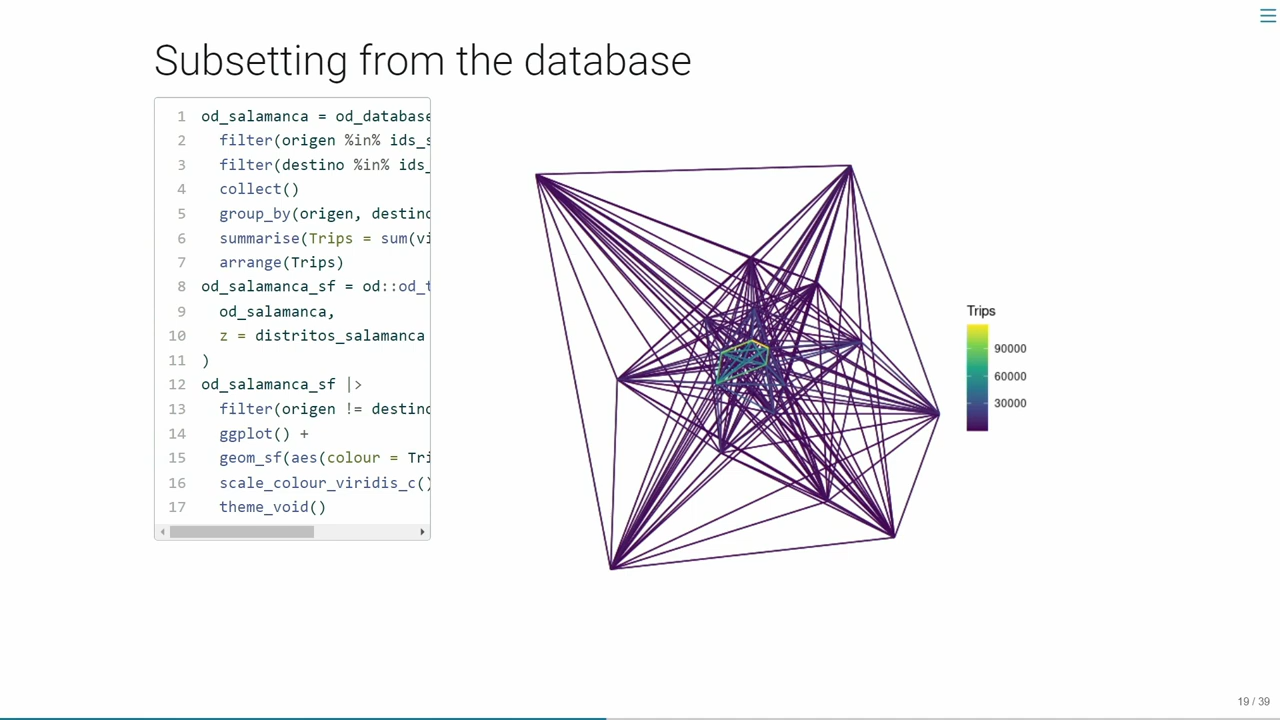 Subsetting from the database
1 od_salamanca = od_database
2 filter(origen %in% ids_s
3 filter(destino %in% ids_
4 collect()
5 group_by(origen, destino
6 summarise(Trips = sum(vi
7 arrange(Trips)
8 od_salamanca_sf = od::od_t
9 od_salamanca,
10 z = distritos_salamanca
11 )
12 od_salamanca_sf |>
13 filter(origen != destino
14 ggplot() +
15 geom_sf(aes(colour = Tri
16 scale_colour_viridis_c()
17 theme_void()
Trips
90000
60000
30000
19 / 39